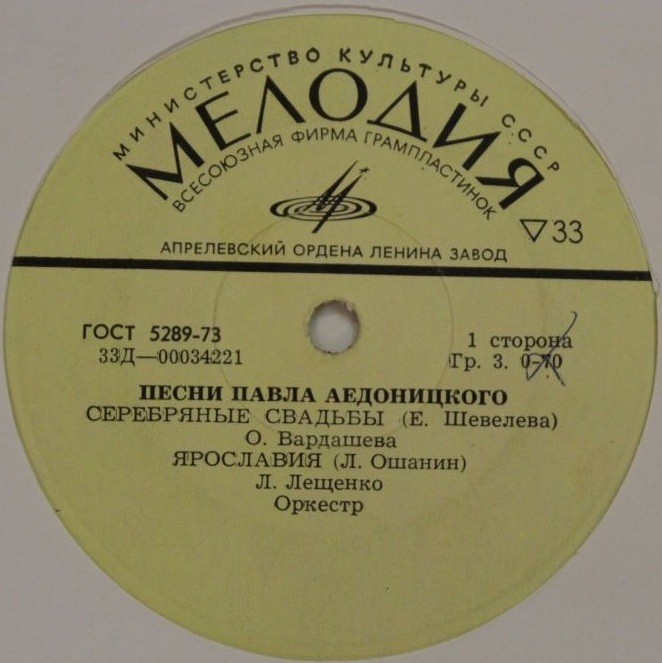 МИНИСТЕРСТВО КУЛЬТУРЫ СССР
МЕЛОДИЯ
ВСЕСОЮЗНАЯ ФИРМА ГРАМПЛАСТИНОК
▽33
АПРЕЛЕВСКИЙ ОРДЕНА ЛЕНИНА ЗАВОД
ГОСТ 5289-73
33Д—00034221
1 сторона
Гр. 3. 0-70
ПЕСНИ ПАВЛА АЕДОНИЦКОГО
СЕРЕБРЯНЫЕ СВАДЬБЫ (Е. Шевелева)
О. Вардашева
ЯРОСЛАВИЯ (Л. Ошанин)
Л. Лещенко
Оркестр